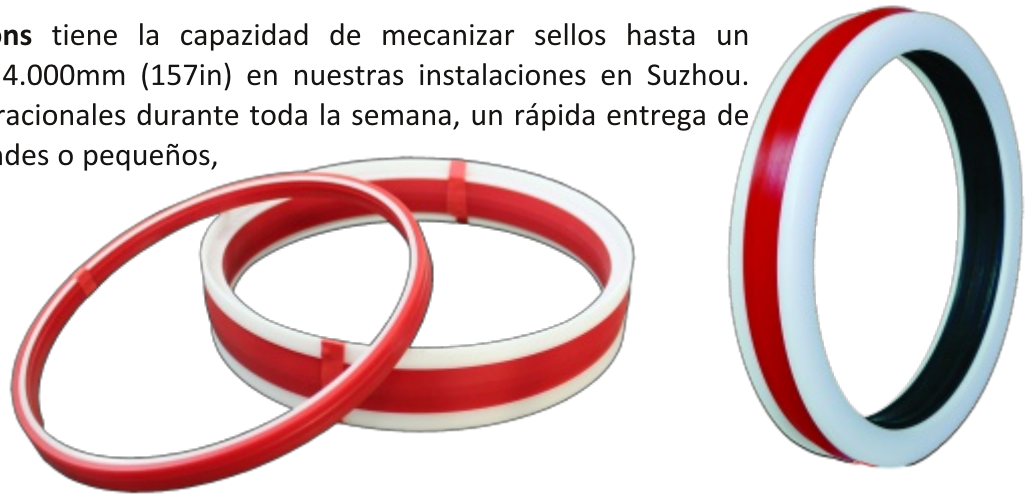 ons tiene la capazidad de mecanizar sellos hasta un
4.000mm (157in) en nuestras instalaciones en Suzhou.
racionales durante toda la semana, un rápida entrega de
des o pequeños,